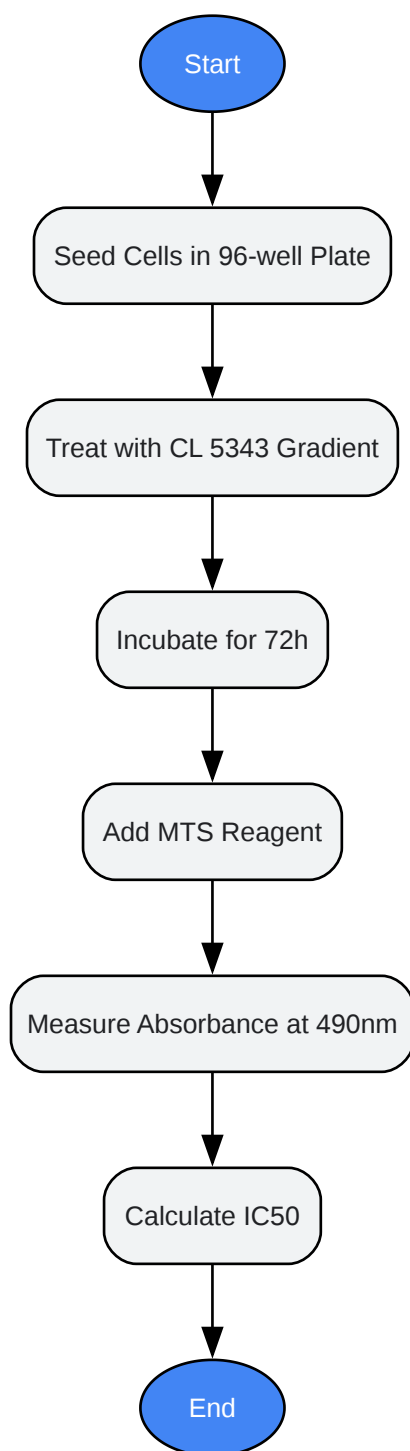 Start
Seed Cells in 96-well Plate
Treat with CL 5343 Gradient
Incubate for 72h
Add MTS Reagent
Measure Absorbance at 490nm
Calculate IC50
End